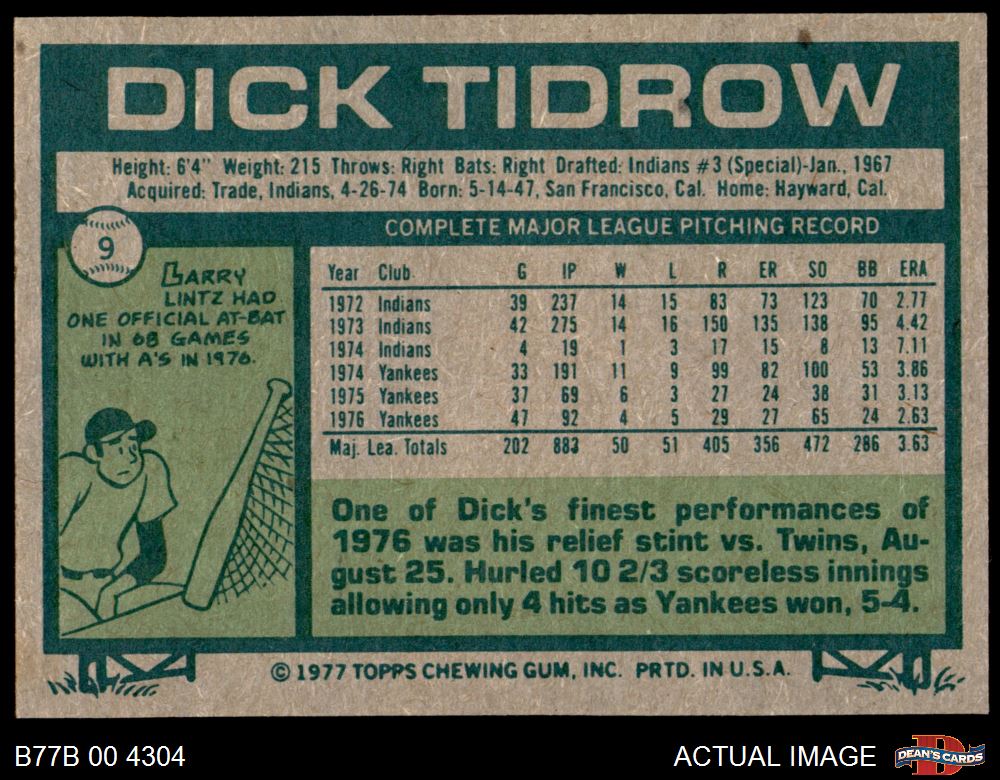 DICK TIDROW
Height: 6'4" Weight: 215 Throws: Right Bats: Right Drafted: Indians #3 (Special)-Jan., 1967
Acquired: Trade, Indians, 4-26-74 Born: 5-14-47, San Francisco, Cal. Home: Hayward, Cal.
9
LARRY
LINTZ HAD
ONE OFFICIAL AT-BAT
IN 68 GAMES
WITH A'S IN 1976.
COMPLETE MAJOR LEAGUE PITCHING RECORD
Year Club G IP W L R ER SO BB ERA
1972 Indians 39 237 14 15 83 73 123 70 2.77
1973 Indians 42 275 14 16 150 135 138 95 4.42
1974 Indians 4 19 1 3 17 15 8 13 7.11
1974 Yankees 33 191 11 9 99 82 100 53 3.86
1975 Yankees 37 69 6 3 27 24 38 31 3.13
1976 Yankees 47 92 4 5 29 27 65 24 2.63
Maj. Lea. Totals 202 883 50 51 405 356 472 286 3.63
One of Dick's finest performances of
1976 was his relief stint vs. Twins, Au-
gust 25. Hurled 10 2/3 scoreless innings
allowing only 4 hits as Yankees won, 5-4.
© 1977 TOPPS CHEWING GUM, INC. PRTD. IN U.S.A.
B77B 00 4304
ACTUAL IMAGE
DEAN'S CARDS